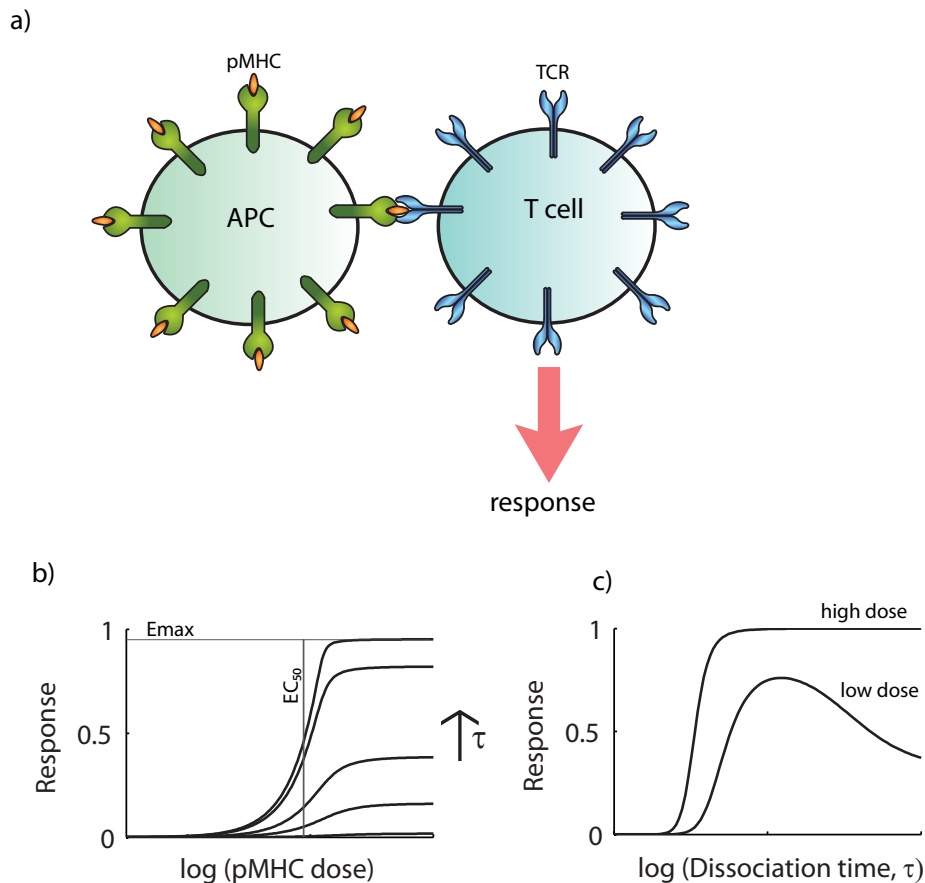 a)
pMHC
TCR
APC
T cell
response
b)
Emax
EC50
1
0.5
0
Response
log (pMHC dose)
↑τ
c)
high dose
low dose
1
0.5
0
Response
log (Dissociation time, τ)